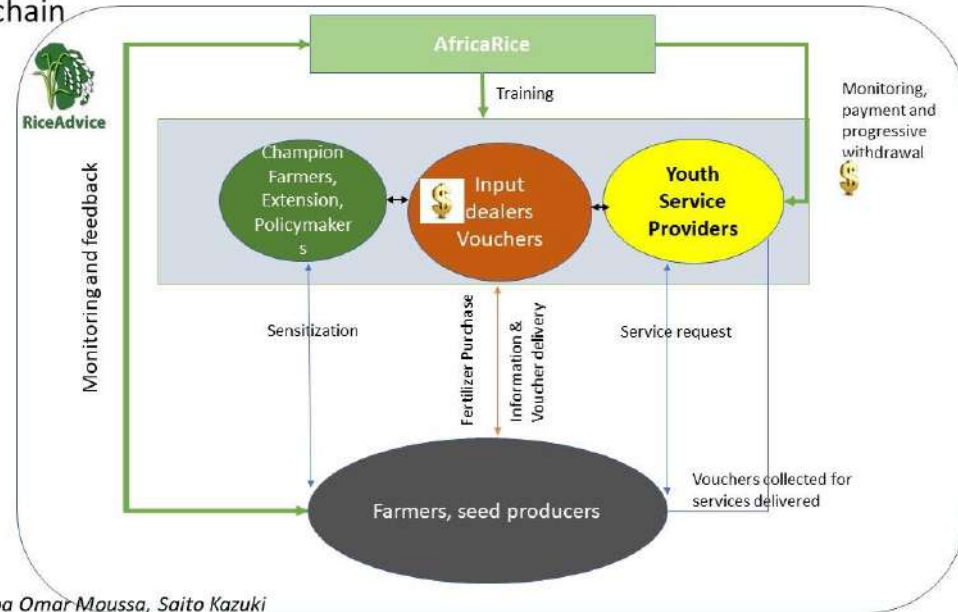 chain
AfricaRice
RiceAdvice
Training
Monitoring,
payment and
progressive
withdrawal
$
Champion
Farmers,
Extension,
Policymaker
s
$
Input
dealers
Vouchers
Youth
Service
Providers
Monitoring and feedback
Sensitization
Fertilizer Purchase
Information &
Voucher delivery
Service request
Farmers, seed producers
Vouchers collected for
services delivered
Omar Moussa, Saito Kazuki